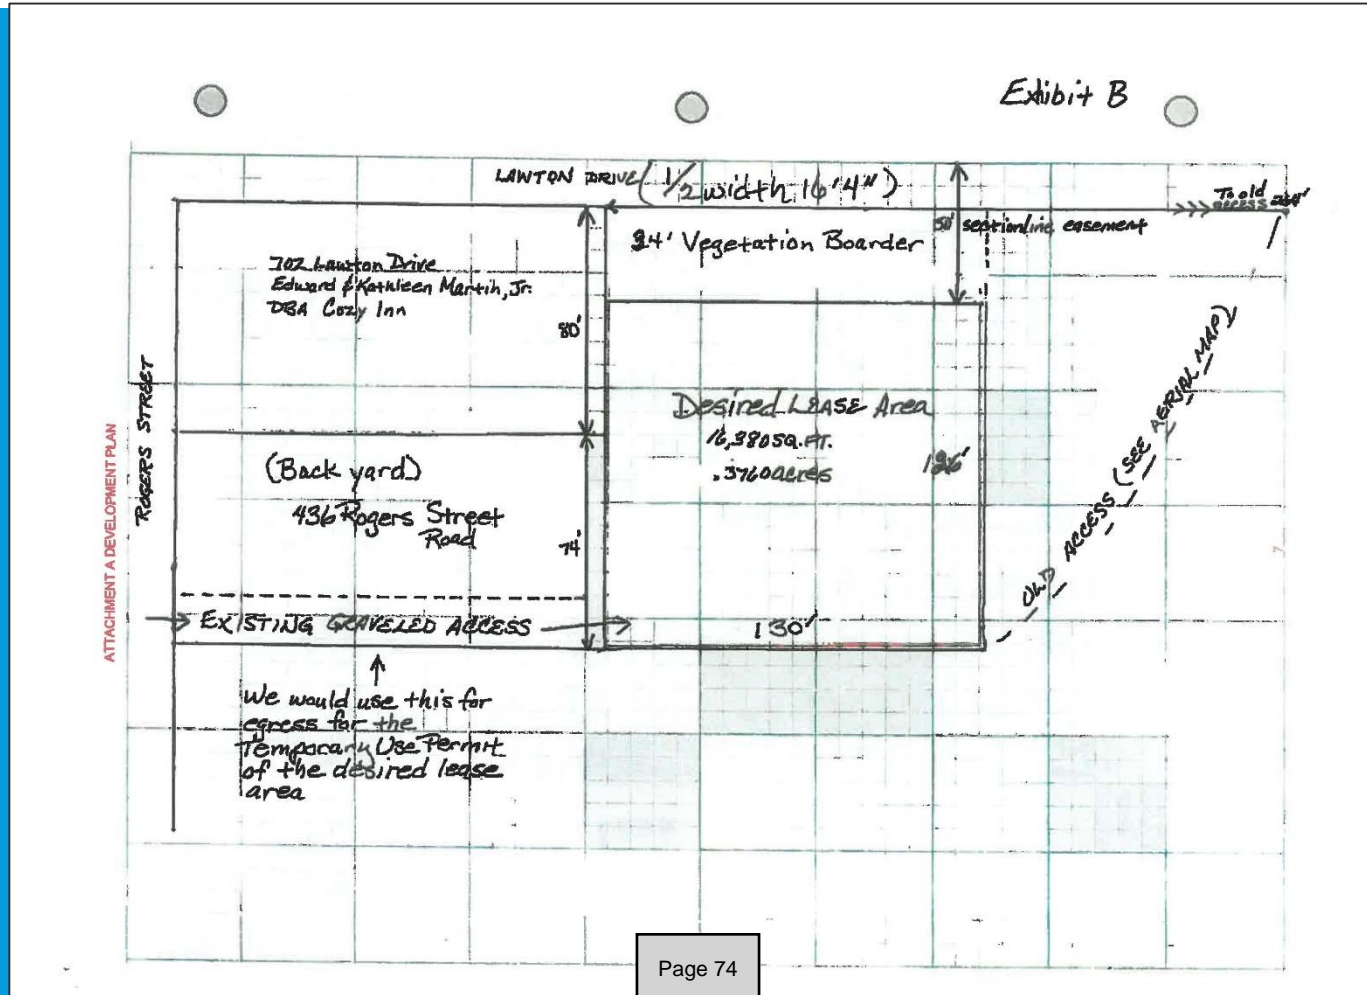 Exhibit B
LAWTON DRIVE (1/2 width 16'4")
To old
access 264'
34' Vegetation Boarder
50' sectionline easement
702 Lawton Drive
Edward & Kathleen Martin, Jr.
DBA Cozy Inn
80'
ROGERS STREET
ATTACHMENT A DEVELOPMENT PLAN
Desired LEASE Area
16,380 SQ. FT.
.3760 acres
126'
OLD ACCESS (SEE AERIAL MAP)
(Back yard)
436 Rogers Street
Road
74'
EXISTING GRAVELED ACCESS
130'
We would use this for
egress for the
Temporary Use Permit
of the desired lease
area
Page 74